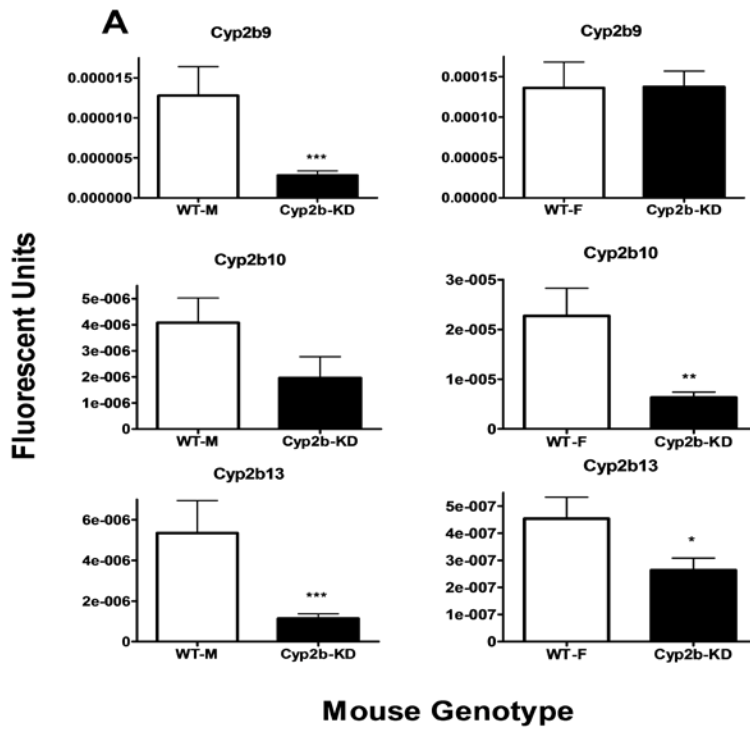 A
Cyp2b9
0.000015
0.000010
0.000005
0.000000
***
WT-M
Cyp2b-KD
Cyp2b9
0.00015
0.00010
0.00005
0.00000
WT-F
Cyp2b-KD
Fluorescent Units
Cyp2b10
5e-006
4e-006
3e-006
2e-006
1e-006
0
WT-M
Cyp2b-KD
Cyp2b10
3e-005
2e-005
1e-005
0
**
WT-F
Cyp2b-KD
Cyp2b13
6e-006
4e-006
2e-006
0
***
WT-M
Cyp2b-KD
Cyp2b13
5e-007
4e-007
3e-007
2e-007
1e-007
0
*
WT-F
Cyp2b-KD
Mouse Genotype